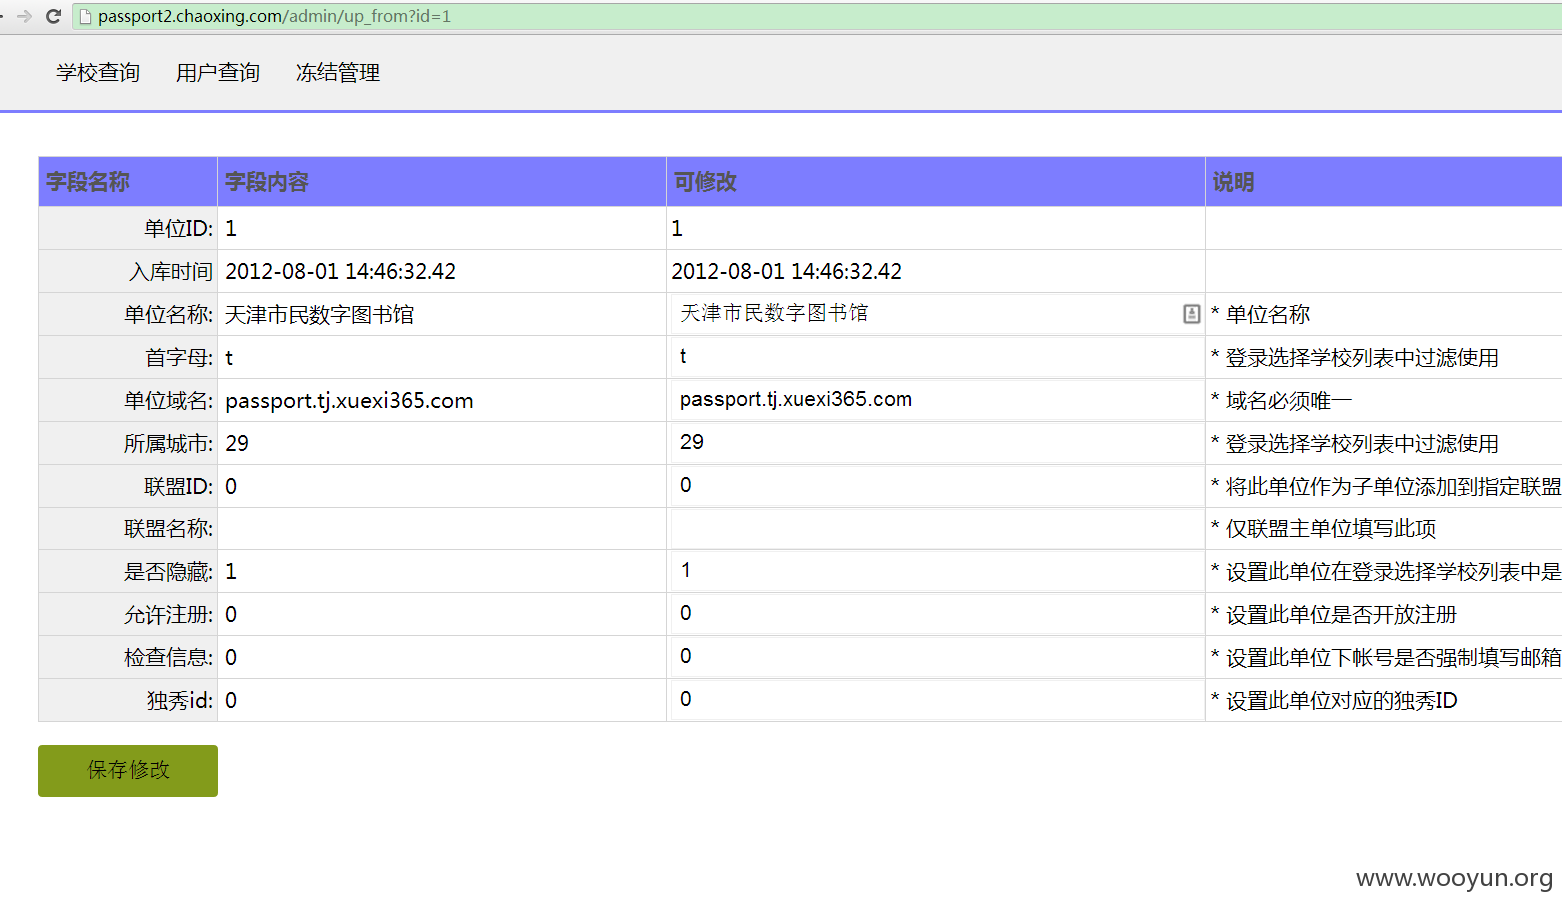 passport2.chaoxing.com/admin/up_from?id=1
学校查询 用户查询 冻结管理
字段名称 字段内容 可修改 说明
单位ID: 1 1
入库时间 2012-08-01 14:46:32.42 2012-08-01 14:46:32.42
单位名称: 天津市民数字图书馆 天津市民数字图书馆 * 单位名称
首字母: t t * 登录选择学校列表中过滤使用
单位域名: passport.tj.xuexi365.com passport.tj.xuexi365.com * 域名必须唯一
所属城市: 29 29 * 登录选择学校列表中过滤使用
联盟ID: 0 0 * 将此单位作为子单位添加到指定联盟
联盟名称: * 仅联盟主单位填写此项
是否隐藏: 1 1 * 设置此单位在登录选择学校列表中是
允许注册: 0 0 * 设置此单位是否开放注册
检查信息: 0 0 * 设置此单位下帐号是否强制填写邮箱
独秀id: 0 0 * 设置此单位对应的独秀ID
保存修改
www.wooyun.org